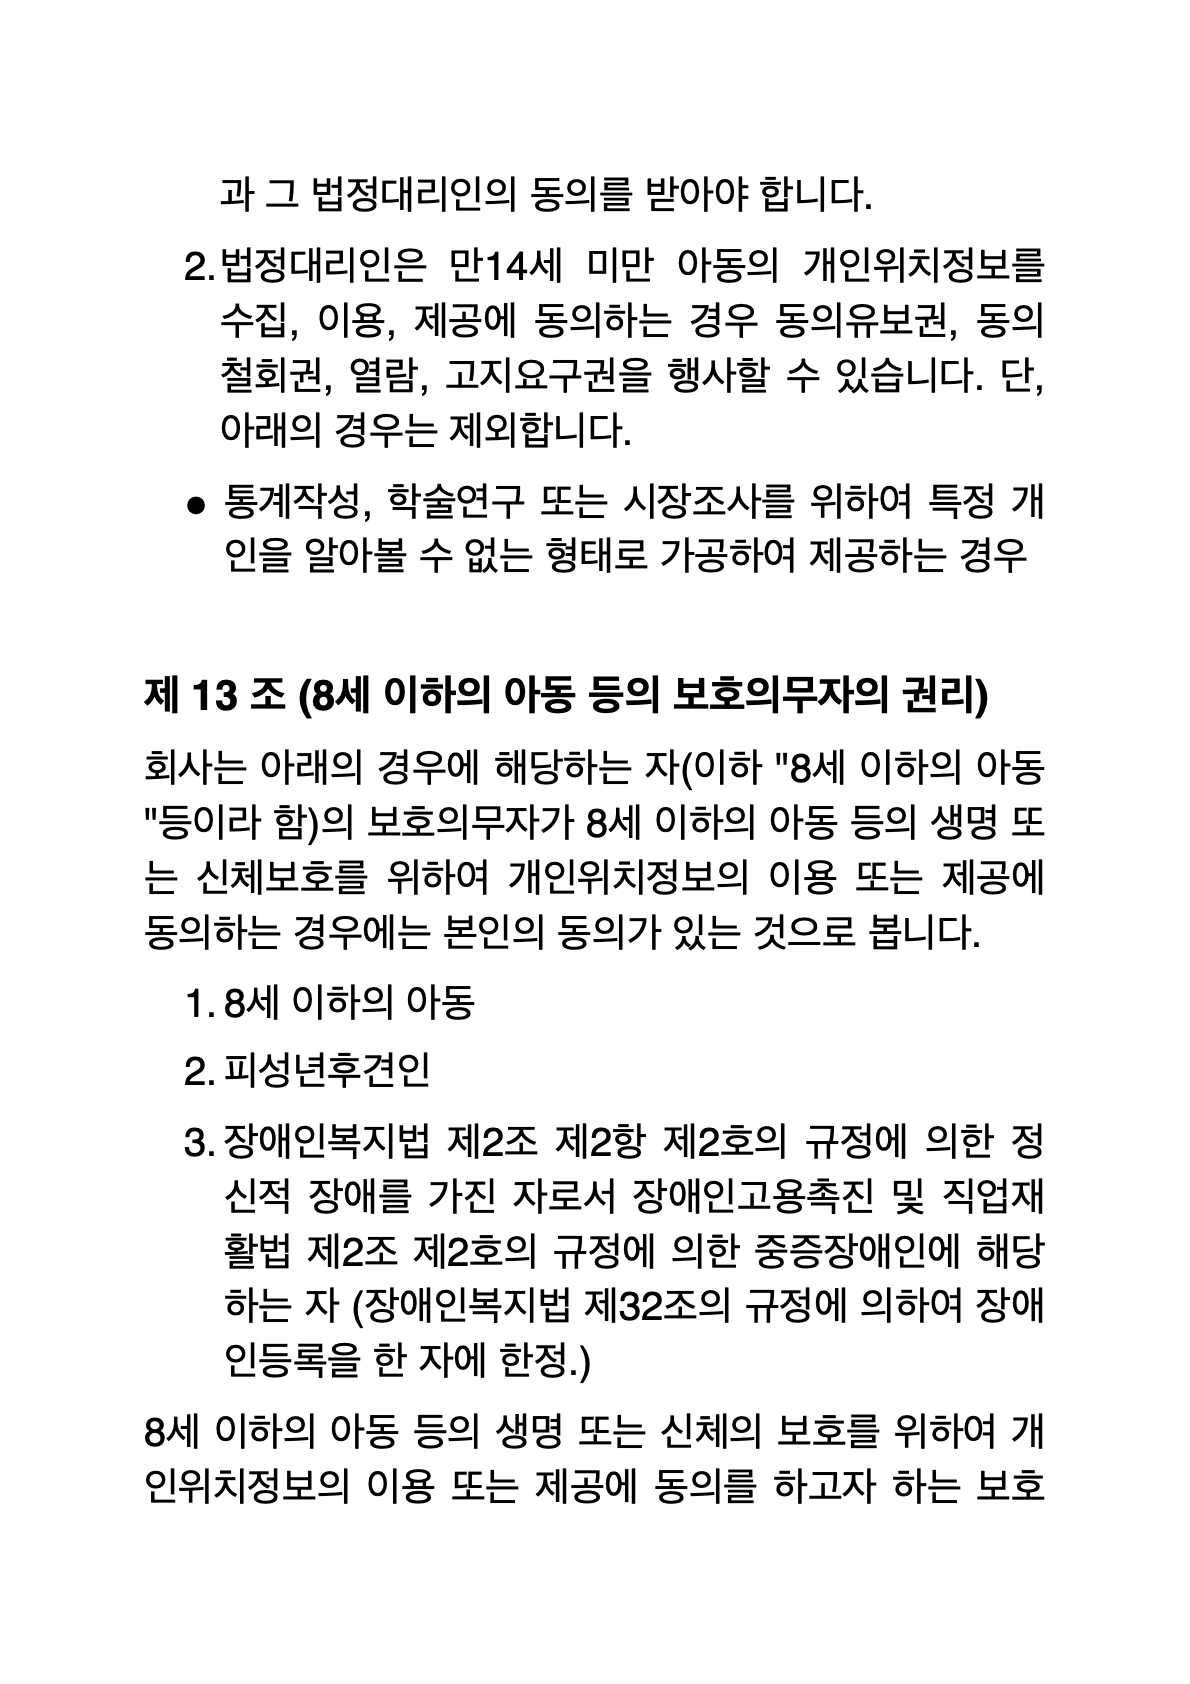 과 그 법정대리인의 동의를 받아야 합니다.
2. 법정대리인은 만14세 미만 아동의 개인위치정보를
수집, 이용, 제공에 동의하는 경우 동의유보권, 동의
철회권, 열람, 고지요구권을 행사할 수 있습니다. 단,
아래의 경우는 제외합니다.
● 통계작성, 학술연구 또는 시장조사를 위하여 특정 개
인을 알아볼 수 없는 형태로 가공하여 제공하는 경우
제 13 조 (8세 이하의 아동 등의 보호의무자의 권리)
회사는 아래의 경우에 해당하는 자(이하 "8세 이하의 아동
"등이라 함)의 보호의무자가 8세 이하의 아동 등의 생명 또
는 신체보호를 위하여 개인위치정보의 이용 또는 제공에
동의하는 경우에는 본인의 동의가 있는 것으로 봅니다.
1. 8세 이하의 아동
2. 피성년후견인
3. 장애인복지법 제2조 제2항 제2호의 규정에 의한 정
신적 장애를 가진 자로서 장애인고용촉진 및 직업재
활법 제2조 제2호의 규정에 의한 중증장애인에 해당
하는 자 (장애인복지법 제32조의 규정에 의하여 장애
인등록을 한 자에 한정.)
8세 이하의 아동 등의 생명 또는 신체의 보호를 위하여 개
인위치정보의 이용 또는 제공에 동의를 하고자 하는 보호